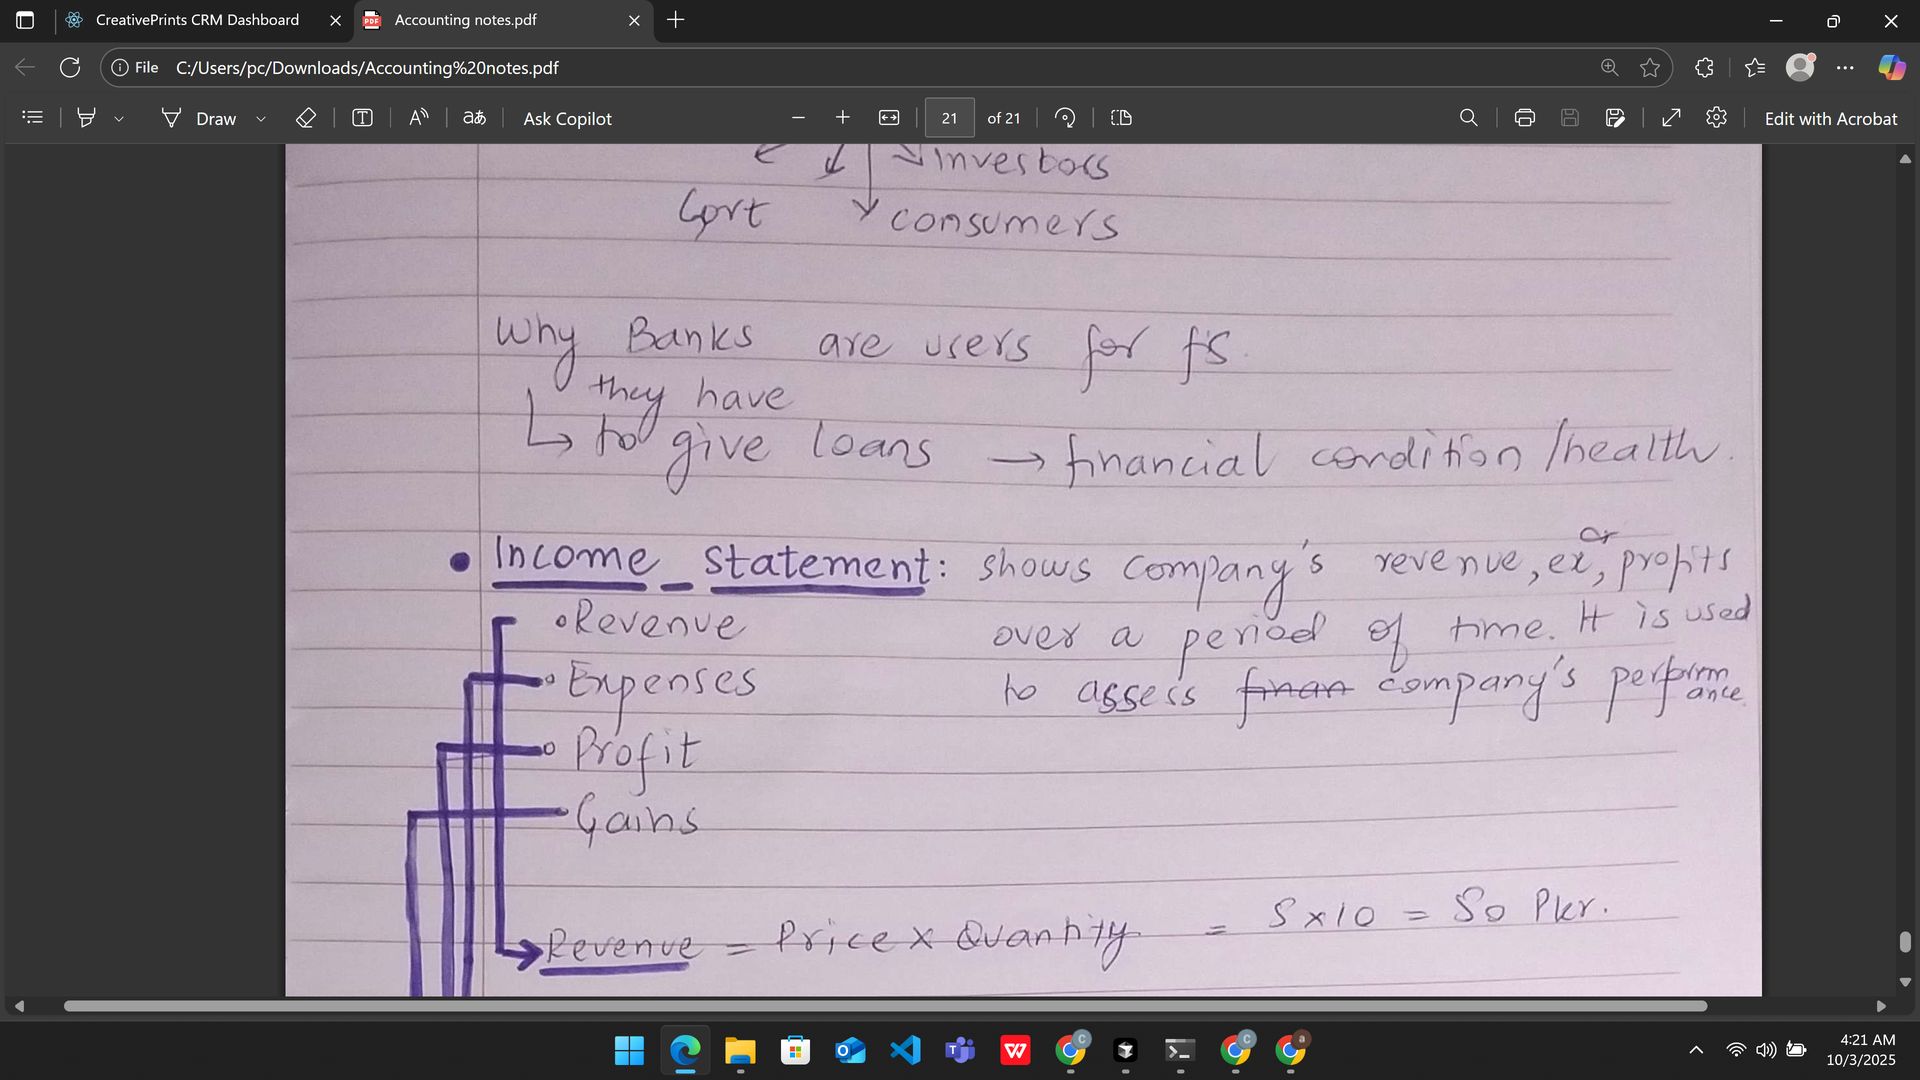 CreativePrints CRM Dashboard
Accounting notes.pdf
File C:/Users/pc/Downloads/Accounting%20notes.pdf
Draw
Ask Copilot
21 of 21
Edit with Acrobat
investors
Govt consumers
Why Banks are users for f's.
they have
to give loans → financial condition/health.
or
• Income - Statement: shows company's revenue, ex, profits
• Revenue over a period of time. It is used
• Expenses to assess finan company's performance.
• Profit
• Gains
Revenue = Price x Quantity = 5 x 10 = 50 Pkr.
4:21 AM
10/3/2025